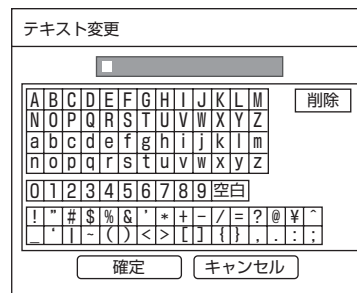 テキスト変更
A B C D E F G H I J K L M 削除
N O P Q R S T U V W X Y Z
a b c d e f g h i j k l m
n o p q r s t u v w x y z
0 1 2 3 4 5 6 7 8 9 空白
! " # $ % & ' * + - / = ? @ ¥ ^
_ ‘ | ~ ( ) < > [ ] { } , . : ;
確定 キャンセル